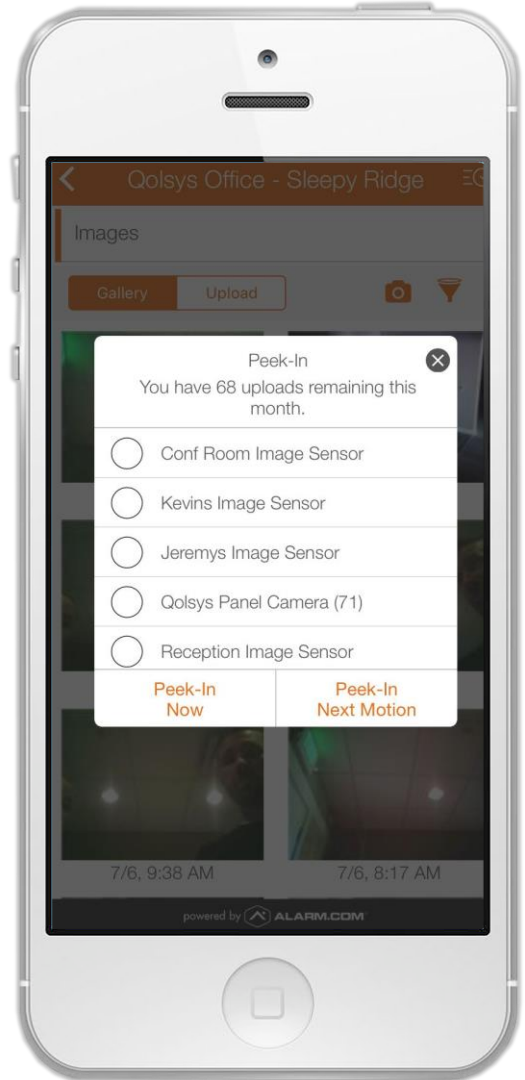 Qolsys Office - Sleepy Ridge
Images
Gallery Upload
Peek-In
You have 68 uploads remaining this
month.
Conf Room Image Sensor
Kevins Image Sensor
Jeremys Image Sensor
Qolsys Panel Camera (71)
Reception Image Sensor
Peek-In
Now
Peek-In
Next Motion
7/6, 9:38 AM 7/6, 8:17 AM
powered by ALARM.COM